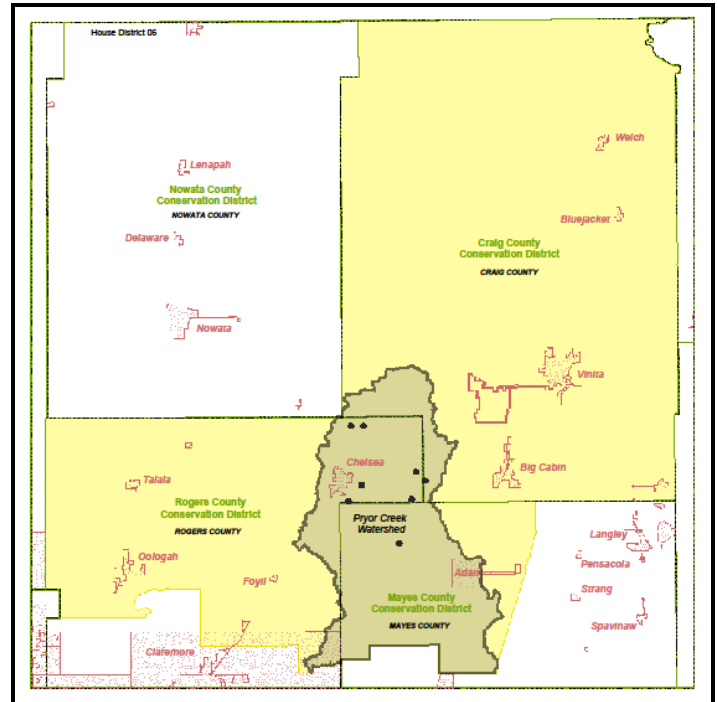 House District 06
Welch
Lenapah
Nowata County
Conservation District
NOWATA COUNTY
Bluejacket
Delaware
Craig County
Conservation District
CRAIG COUNTY
Nowata
Vinita
Chelsea
Big Cabin
Talala
Rogers County
Conservation District
ROGERS COUNTY
Pryor Creek
Watershed
Langley
Oologah
Pensacola
Foyil
Adair
Strang
Mayes County
Conservation District
MAYES COUNTY
Spavinaw
Claremore